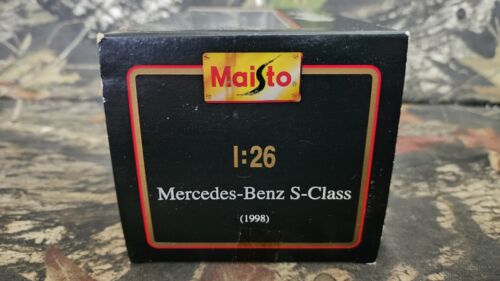 Maisto
1:26
Mercedes-Benz S-Class
(1998)